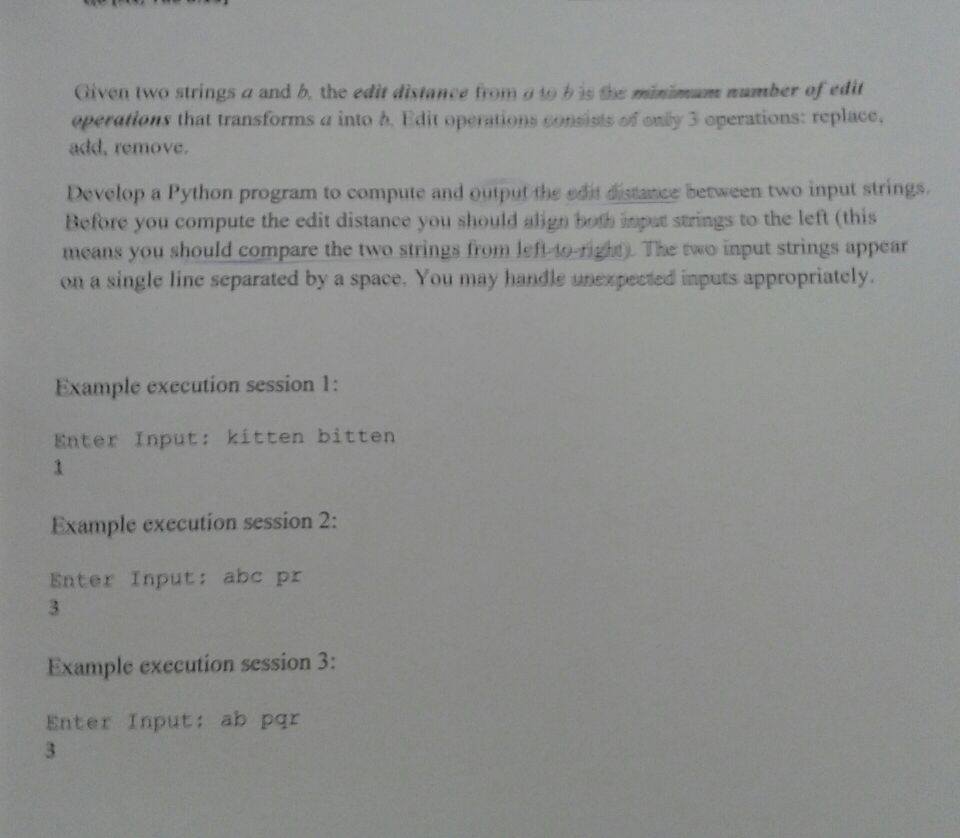 Given two strings a and b, the edit distance from a to b is the minimum number of edit
operations that transforms a into b. Edit operations consists of only 3 operations: replace,
add, remove.
Develop a Python program to compute and output the edit distance between two input strings.
Before you compute the edit distance you should align both input strings to the left (this
means you should compare the two strings from left-to-right). The two input strings appear
on a single line separated by a space. You may handle unexpected inputs appropriately.
Example execution session 1:
Enter Input: kitten bitten
1
Example execution session 2:
Enter Input: abc pr
3
Example execution session 3:
Enter Input: ab pqr
3